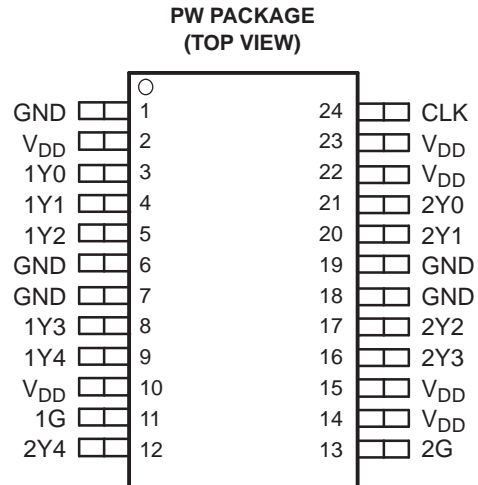 PW PACKAGE
(TOP VIEW)
GND 1 24 CLK
VDD 2 23 VDD
1Y0 3 22 VDD
1Y1 4 21 2Y0
1Y2 5 20 2Y1
GND 6 19 GND
GND 7 18 GND
1Y3 8 17 2Y2
1Y4 9 16 2Y3
VDD 10 15 VDD
1G 11 14 VDD
2Y4 12 13 2G